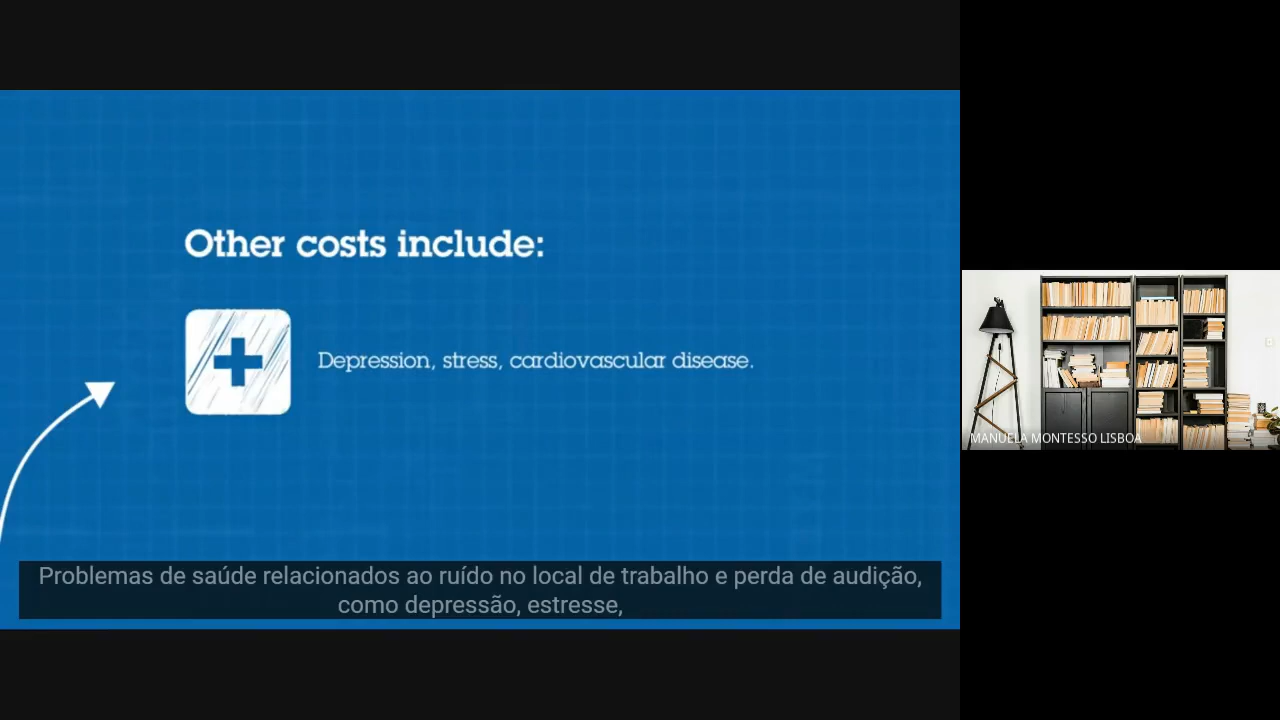 Other costs include:
Depression, stress, cardiovascular disease.
Problemas de saúde relacionados ao ruído no local de trabalho e perda de audição,
como depressão, estresse,
MANUELA MONTESSO LISBOA